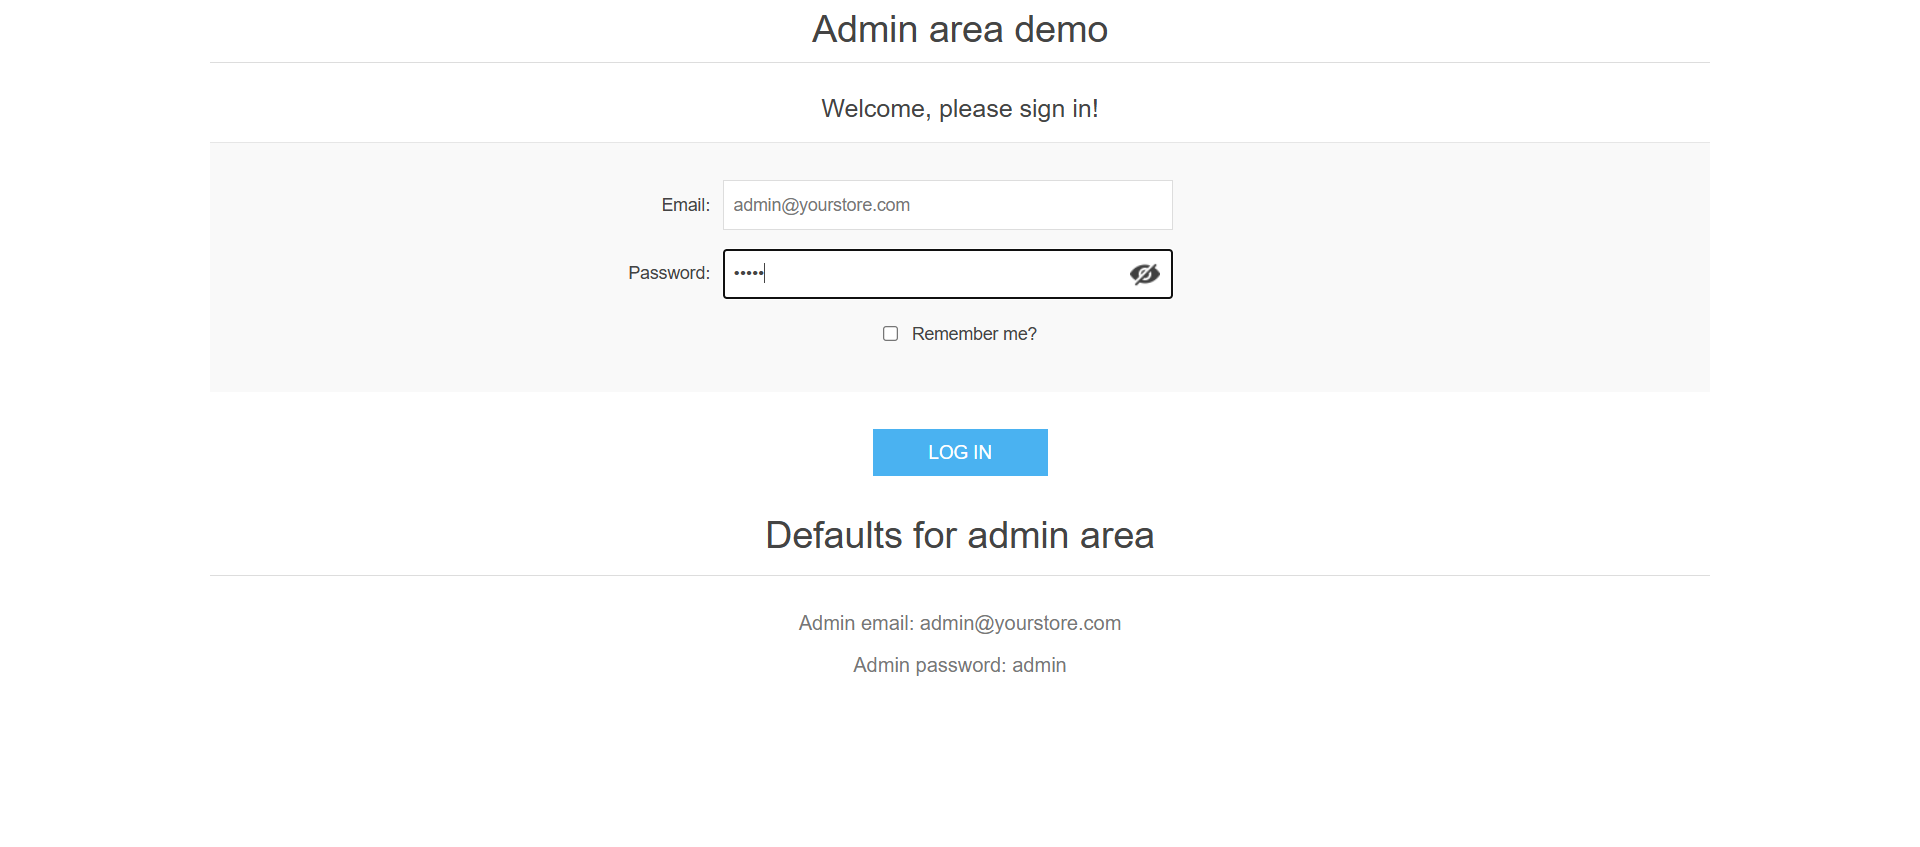 Admin area demo
Welcome, please sign in!
Email: admin@yourstore.com
Password: •••••
Remember me?
LOG IN
Defaults for admin area
Admin email: admin@yourstore.com
Admin password: admin